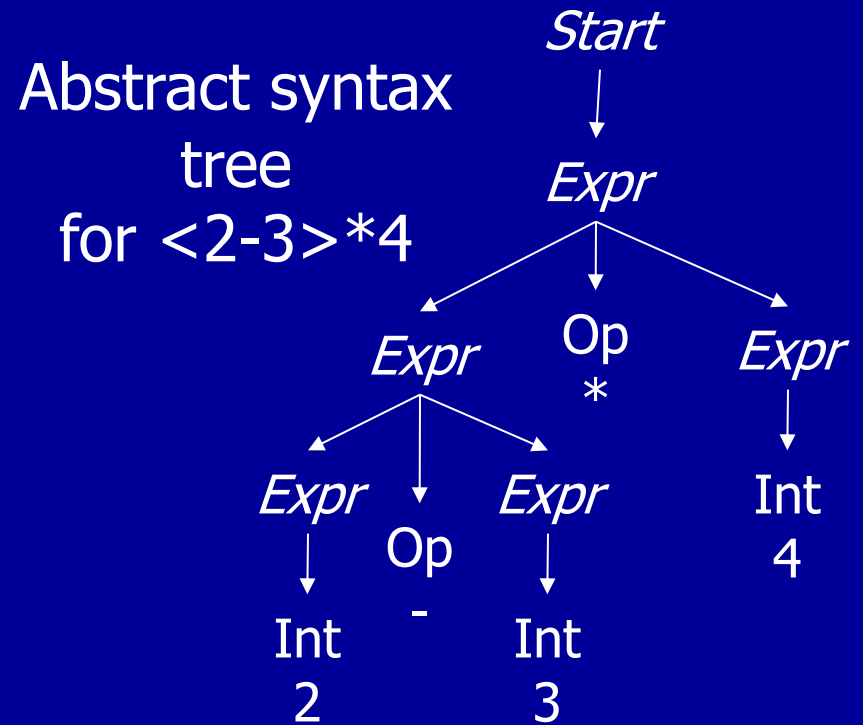 Abstract syntax
tree
for <2-3>*4
Start
Expr
Expr
Op
*
Expr
Expr
Op
-
Expr
Int
4
Int
2
Int
3